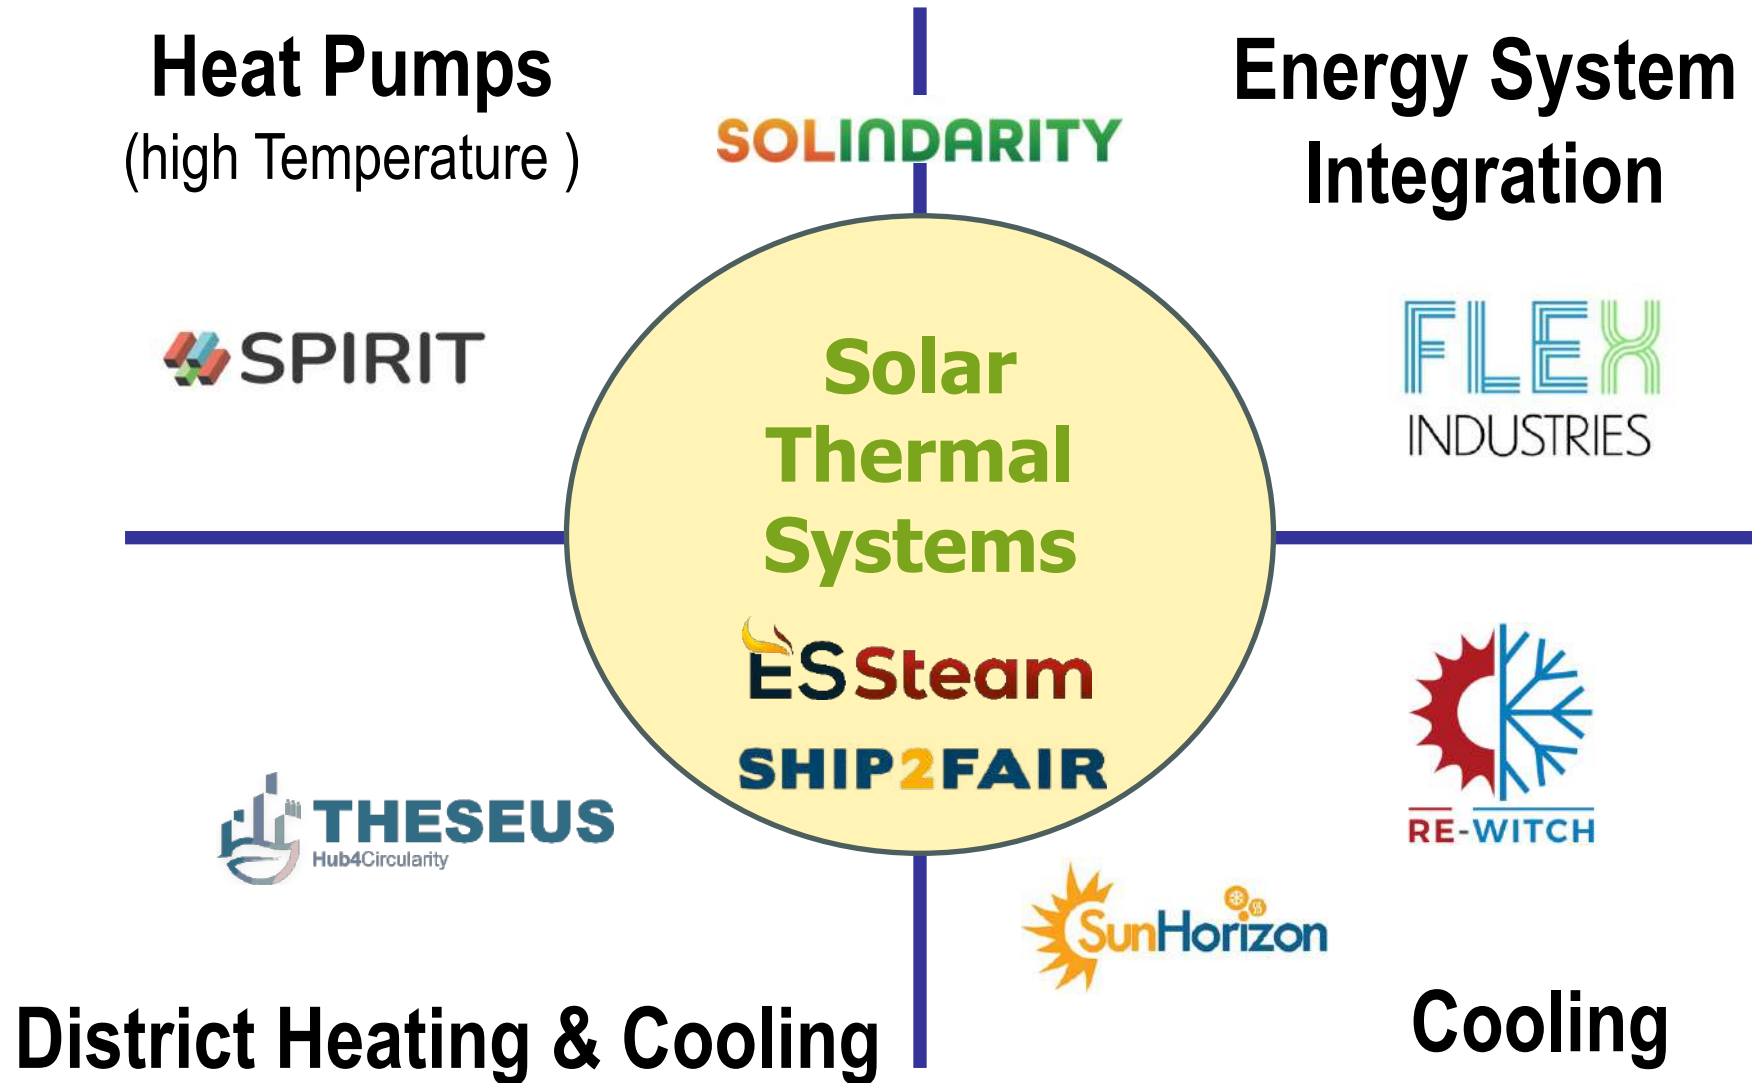 Heat Pumps
(high Temperature )
SOLINDARITY
Energy System
Integration
SPIRIT
FLEX
INDUSTRIES
Solar
Thermal
Systems
ESSteam
SHIP2FAIR
THESEUS
Hub4Circularity
RE-WITCH
SunHorizon
District Heating & Cooling
Cooling